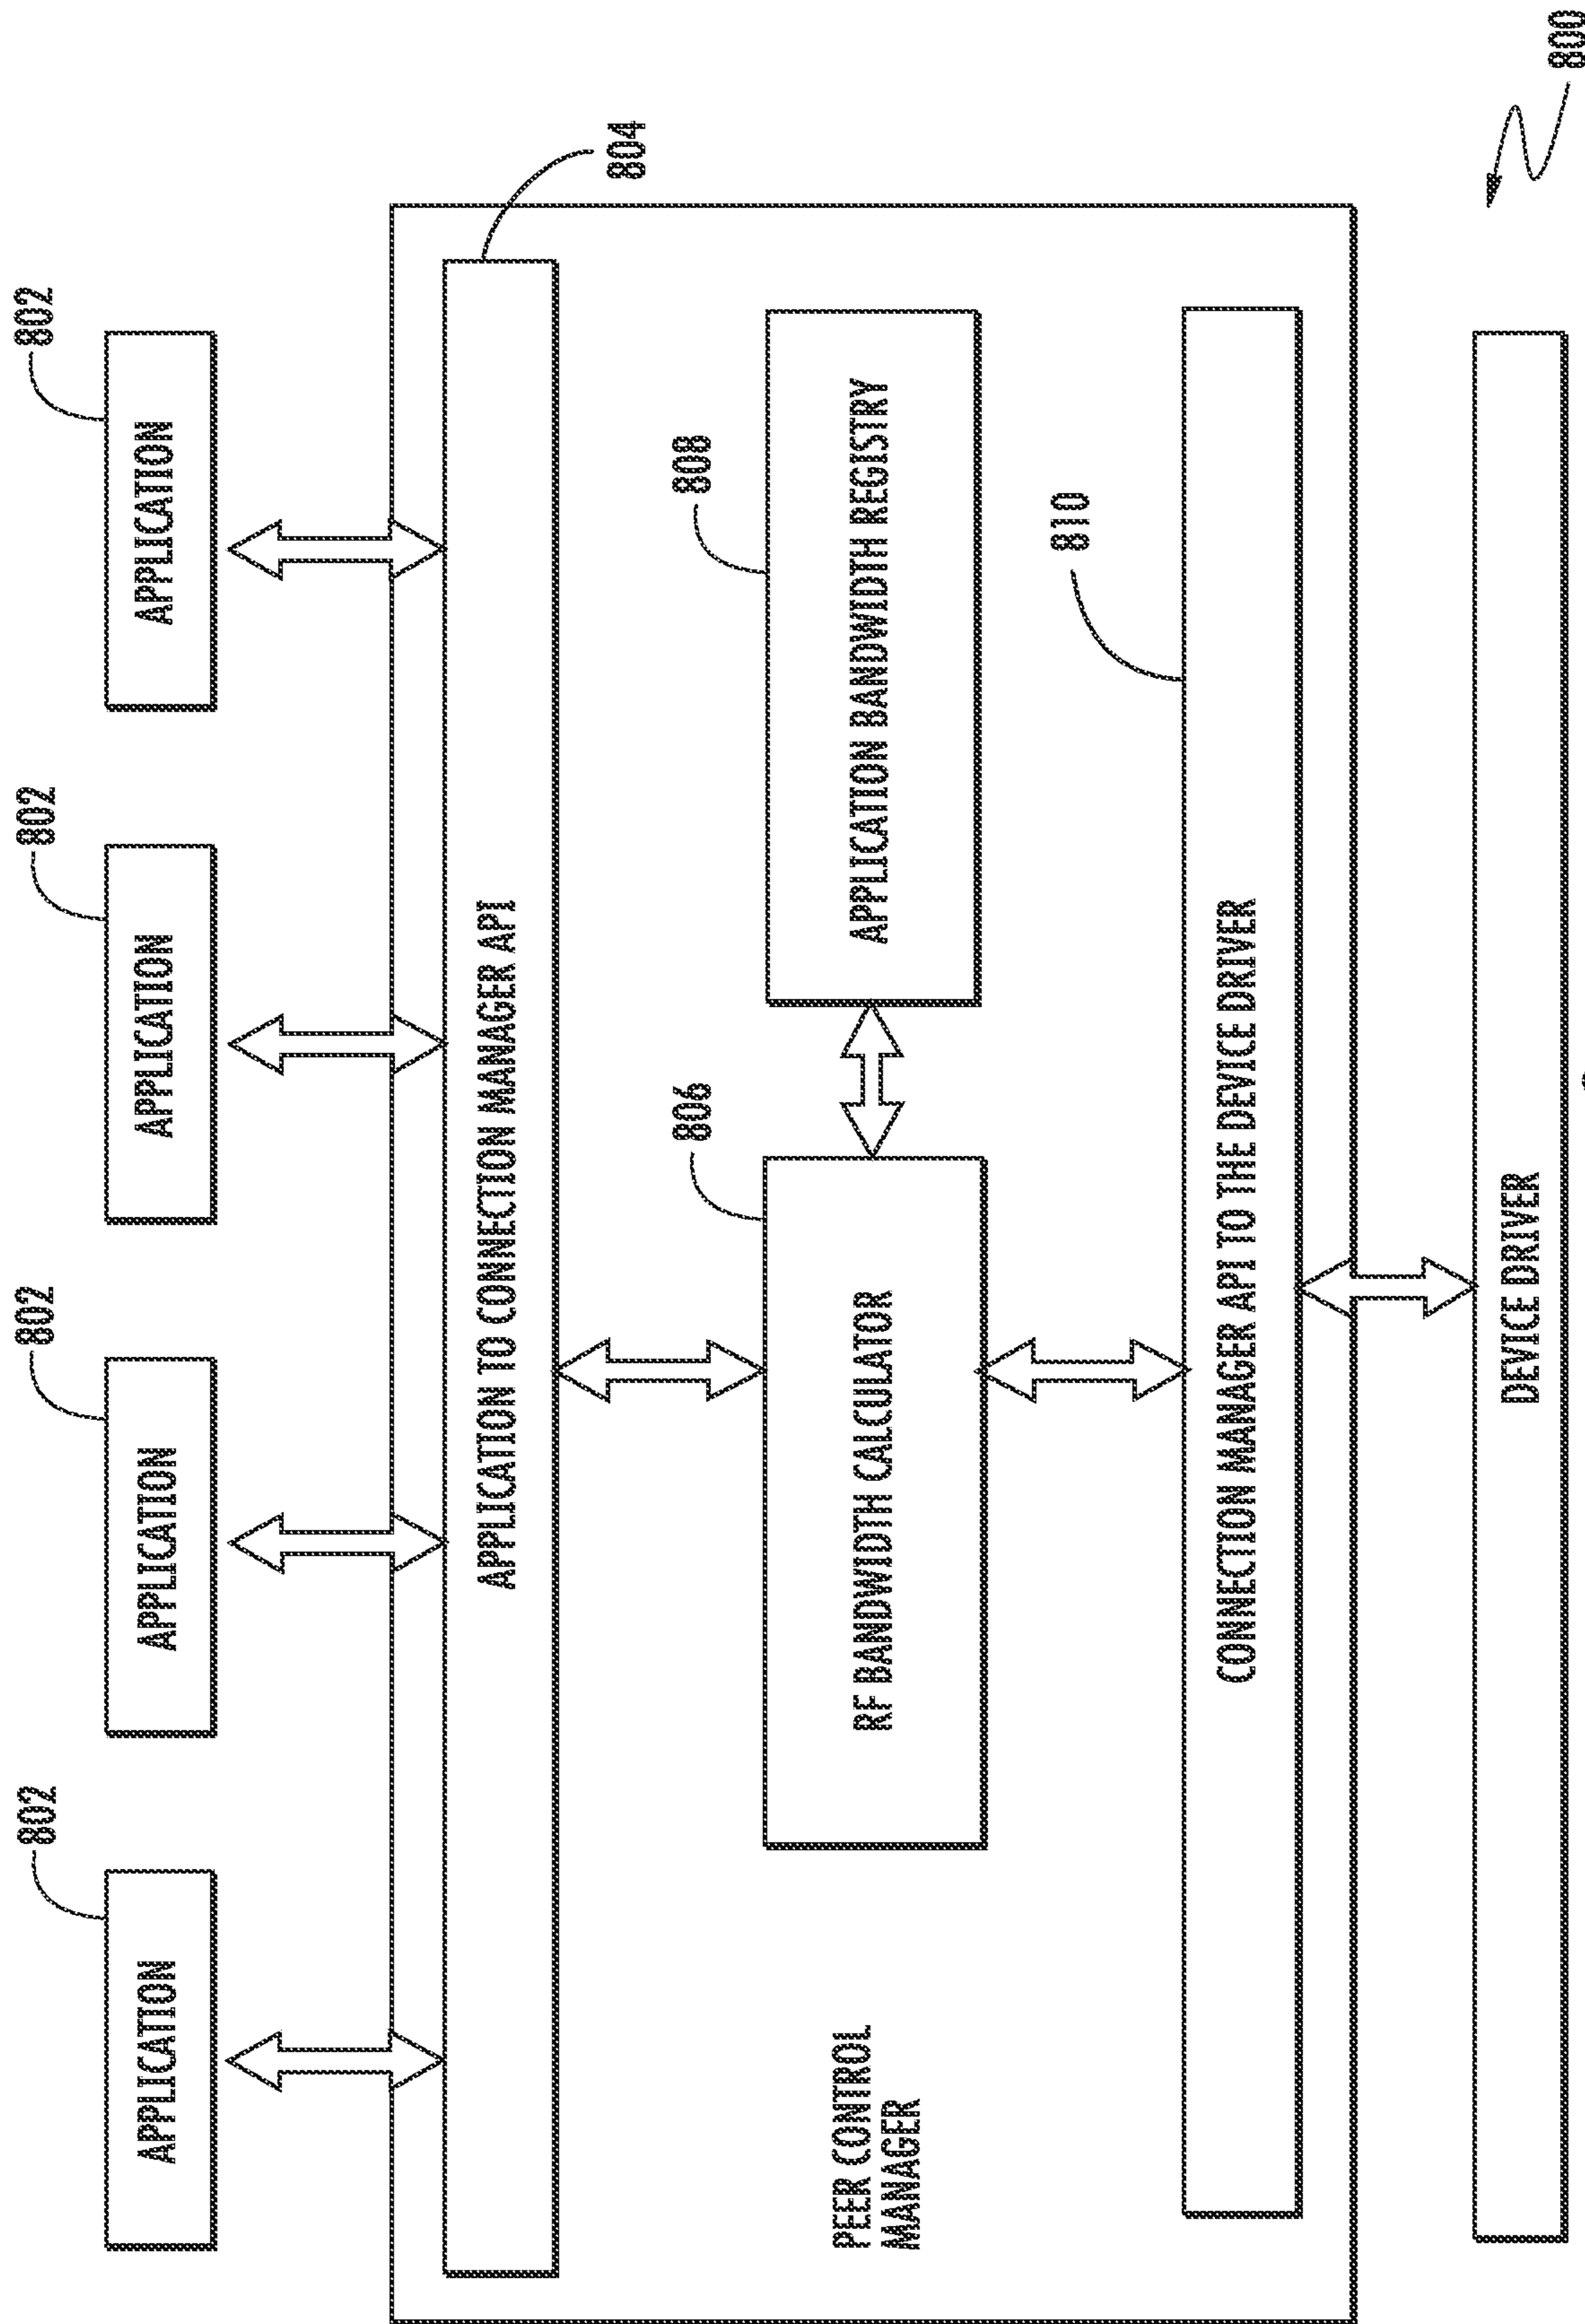 802
802
802
802
APPLICATION
APPLICATION
APPLICATION
APPLICATION
804
APPLICATION TO CONNECTION MANAGER API
806
808
PEER CONTROL
MANAGER
RF BANDWIDTH CALCULATOR
APPLICATION BANDWIDTH REGISTRY
810
CONNECTION MANAGER API TO THE DEVICE DRIVER
DEVICE DRIVER
800